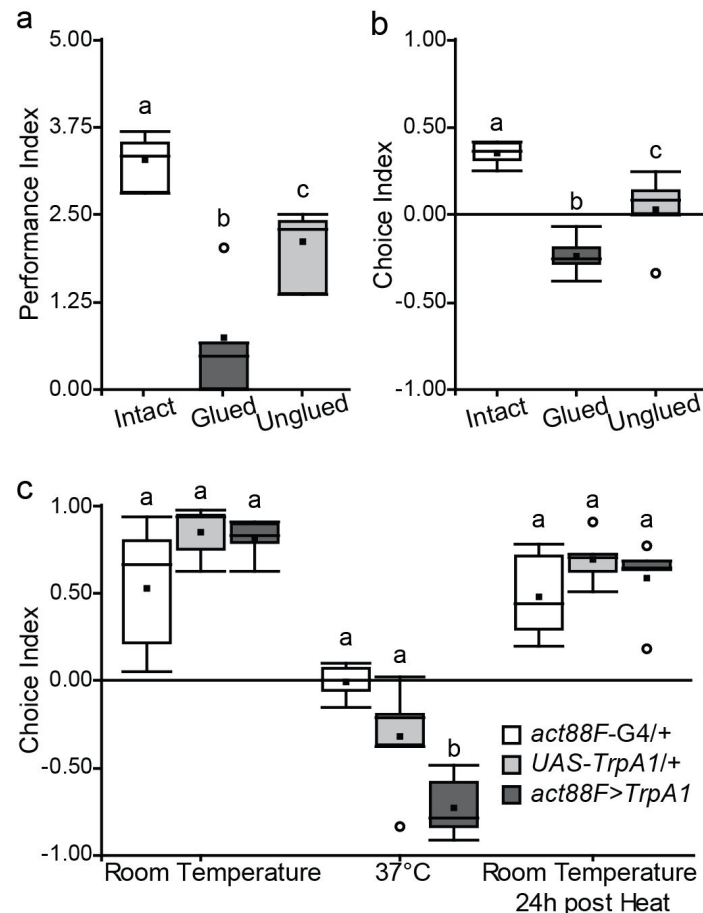 a
Performance Index
5.00
3.75
2.50
1.25
0.00
a
b
c
Intact
Glued
Unglued
b
Choice Index
1.00
0.50
0.00
-0.50
-1.00
a
b
c
Intact
Glued
Unglued
c
Choice Index
1.00
0.50
0.00
-0.50
-1.00
a a a
a a b
a a a
act88F-G4/+
UAS-TrpA1/+
act88F>TrpA1
Room Temperature
37°C
Room Temperature
24h post Heat